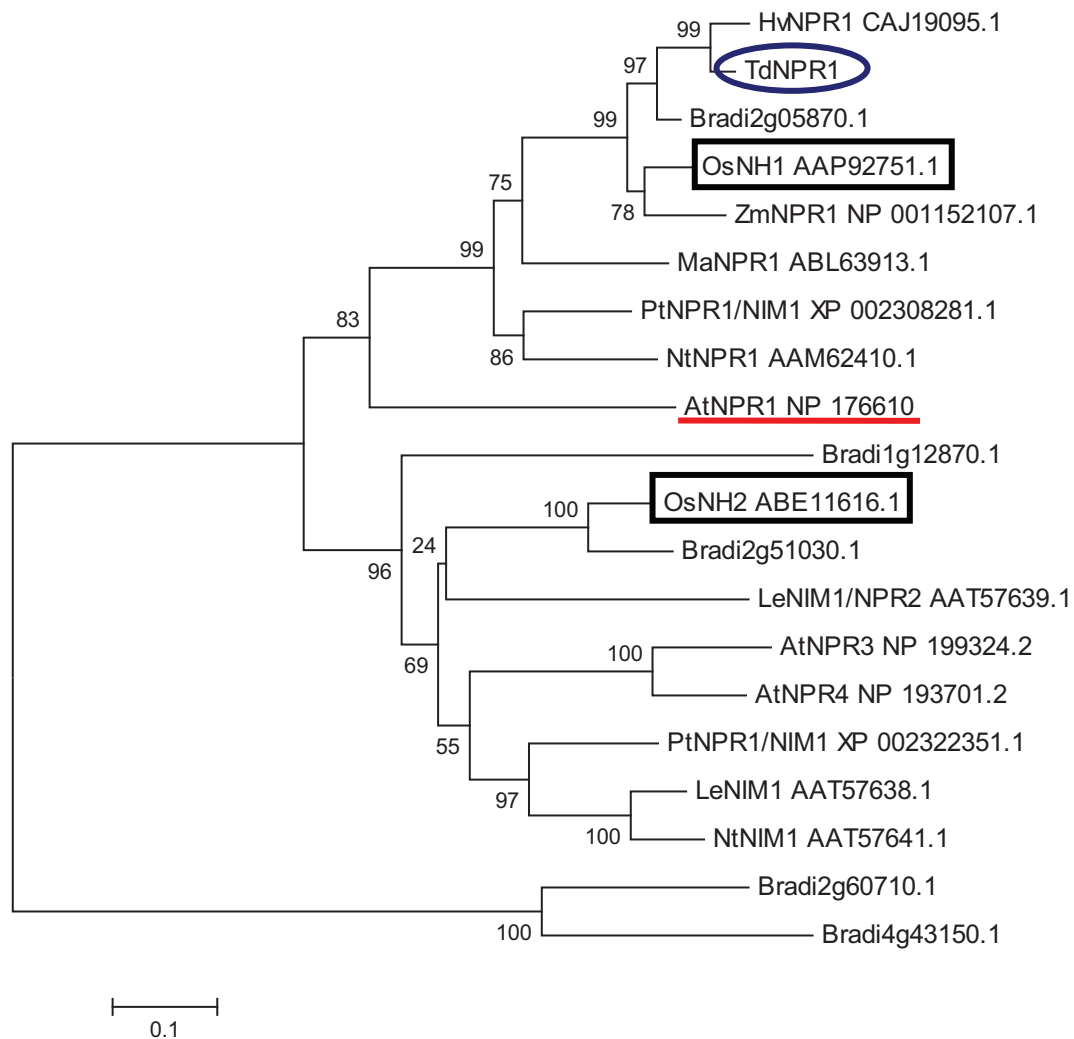 HvNPR1 CAJ19095.1
99
TdNPR1
97
Bradi2g05870.1
99
OsNH1 AAP92751.1
75
78
ZmNPR1 NP 001152107.1
99
MaNPR1 ABL63913.1
PtNPR1/NIM1 XP 002308281.1
83
86
NtNPR1 AAM62410.1
AtNPR1 NP 176610
Bradi1g12870.1
OsNH2 ABE11616.1
100
24
Bradi2g51030.1
96
LeNIM1/NPR2 AAT57639.1
AtNPR3 NP 199324.2
100
69
AtNPR4 NP 193701.2
55
PtNPR1/NIM1 XP 002322351.1
LeNIM1 AAT57638.1
97
100
NtNIM1 AAT57641.1
Bradi2g60710.1
100
Bradi4g43150.1
0.1